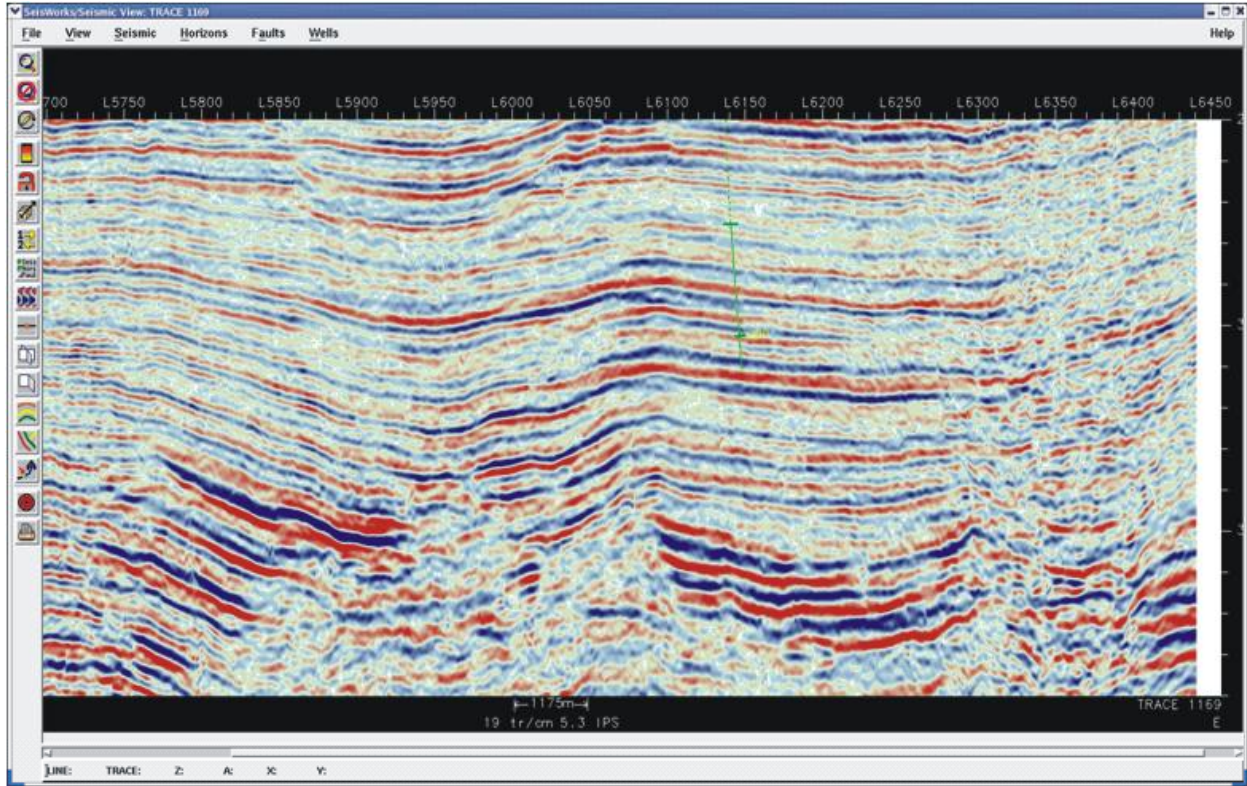 SeisWorks/Seismic View: TRACE 1169
File View Seismic Horizons Faults Wells Help
700 L5750 L5800 L5850 L5900 L5950 L6000 L6050 L6100 L6150 L6200 L6250 L6300 L6350 L6400 L6450
1175m
TRACE 1169
19 tr/cm 5.3 IPS
E
LINE: TRACE: Z: A: X: Y: